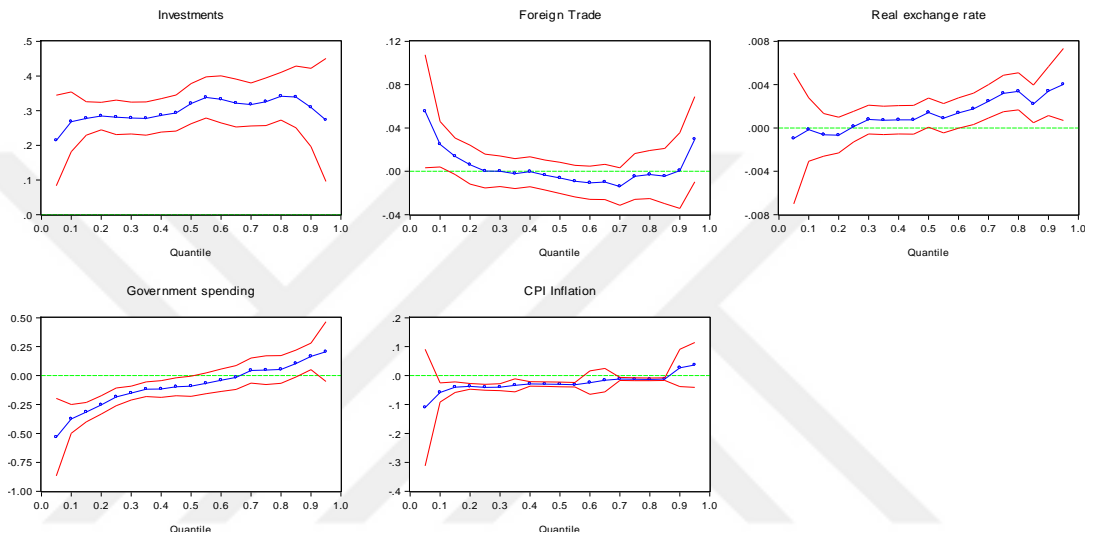 Investments
.5
.4
.3
.2
.1
.0
0.0 0.1 0.2 0.3 0.4 0.5 0.6 0.7 0.8 0.9 1.0
Quantile
Foreign Trade
.12
.08
.04
.00
-.04
0.0 0.1 0.2 0.3 0.4 0.5 0.6 0.7 0.8 0.9 1.0
Quantile
Real exchange rate
.008
.004
.000
-.004
-.008
0.0 0.1 0.2 0.3 0.4 0.5 0.6 0.7 0.8 0.9 1.0
Quantile
Government spending
0.50
0.25
0.00
-0.25
-0.50
-0.75
-1.00
0.0 0.1 0.2 0.3 0.4 0.5 0.6 0.7 0.8 0.9 1.0
Quantile
CPI Inflation
.2
.1
.0
-.1
-.2
-.3
-.4
0.0 0.1 0.2 0.3 0.4 0.5 0.6 0.7 0.8 0.9 1.0
Quantile